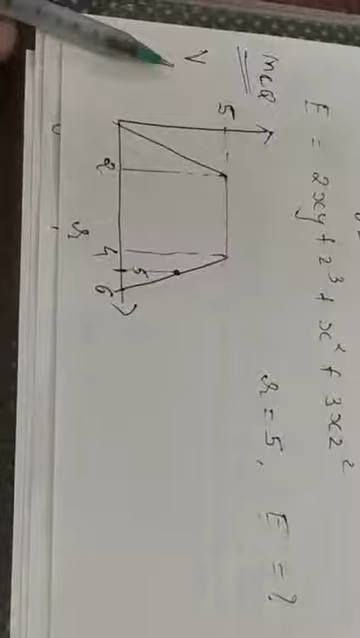 E = 2xy + z³ + x² + 3xz²
MCQ
r = 5, E = ?
V
5
2
4
5
6
r